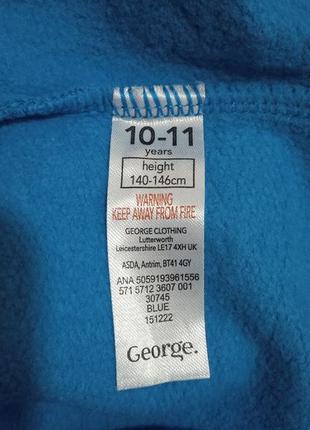 10-11
years
height
140-146cm
WARNING
KEEP AWAY FROM FIRE
GEORGE CLOTHING
Lutterworth
Leicestershire LE17 4XH UK
ASDA, Antrim, BT41 4GY
ANA 5059193961556
571 5712 3607 001
30745
BLUE
151222
George.